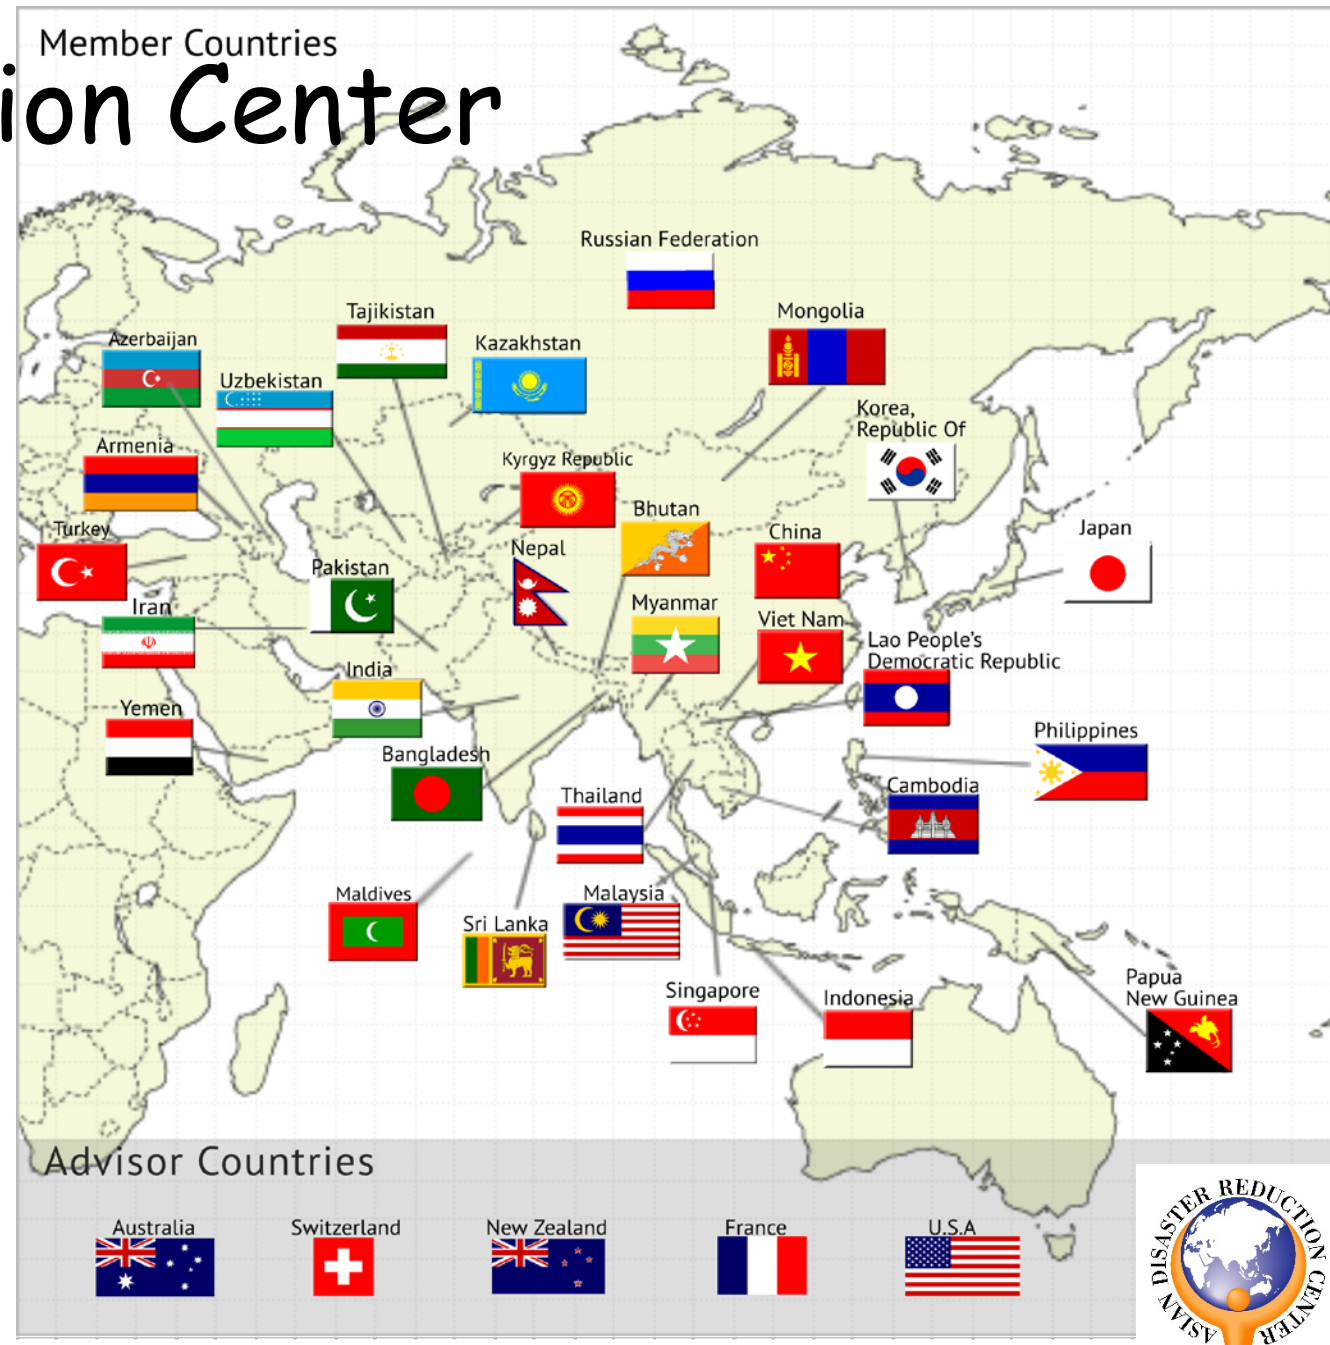 Member Countries
ion Center
Russian Federation
Tajikistan
Mongolia
Azerbaijan
Kazakhstan
Uzbekistan
Korea,
Republic Of
Armenia
Kyrgyz Republic
Bhutan
Turkey
China
Japan
Nepal
Pakistan
Iran
Myanmar
Viet Nam
Lao People's
Democratic Republic
India
Yemen
Philippines
Bangladesh
Cambodia
Thailand
Maldives
Malaysia
Sri Lanka
Singapore
Indonesia
Papua
New Guinea
Advisor Countries
Australia
Switzerland
New Zealand
France
U.S.A
ASIAN DISASTER REDUCTION CENTER